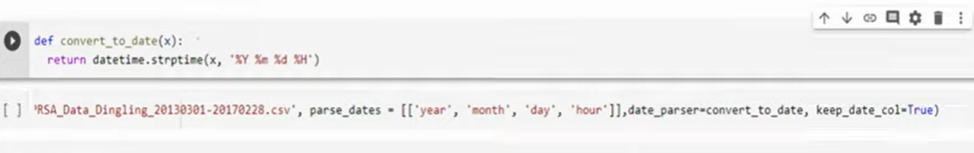 def convert_to_date(x):
return datetime.strptime(x, '%Y %m %d %H')
[ ] 'RSA_Data_Dingling_20130301-20170228.csv', parse_dates = [['year', 'month', 'day', 'hour']],date_parser=convert_to_date, keep_date_col=True)